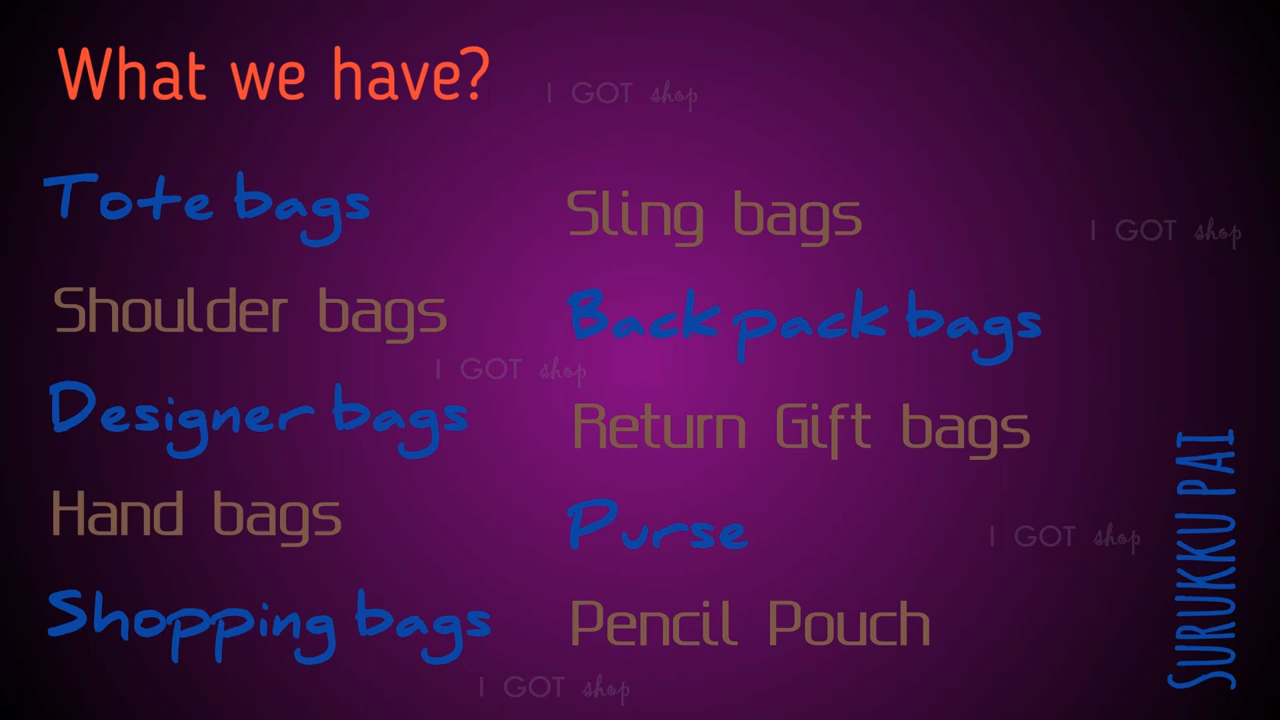 What we have?
I GOT shop
Tote bags
Shoulder bags
Designer bags
Hand bags
Shopping bags
Sling bags
Back pack bags
Return Gift bags
Purse
Pencil Pouch
I GOT shop
I GOT shop
I GOT shop
I GOT shop
SURUKKU PAI